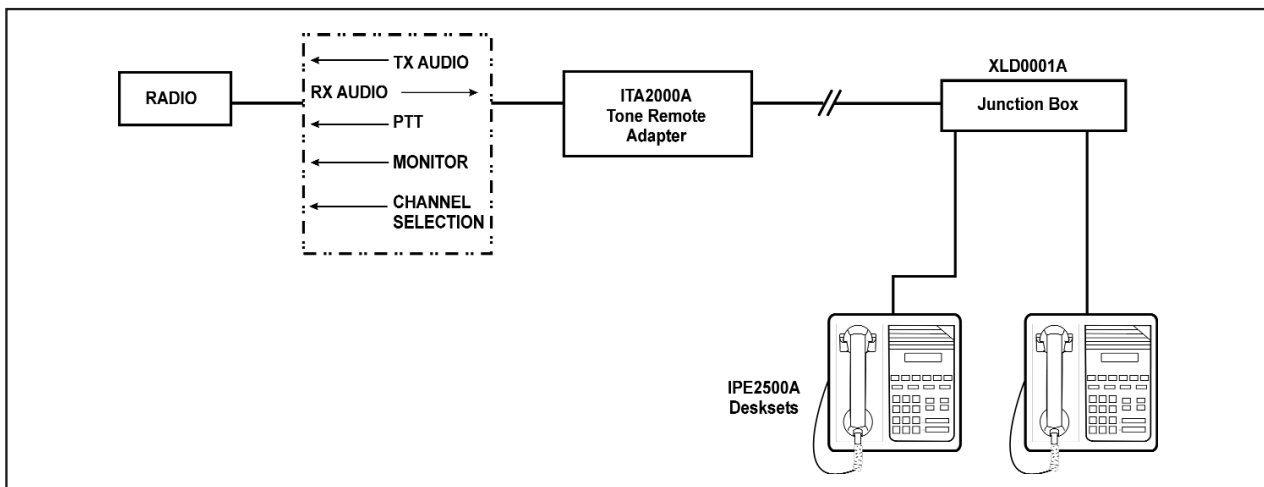 TX AUDIO
RX AUDIO
PTT
MONITOR
CHANNEL
SELECTION
RADIO
ITA2000A
Tone Remote
Adapter
XLD0001A
Junction Box
IPE2500A
Desksets